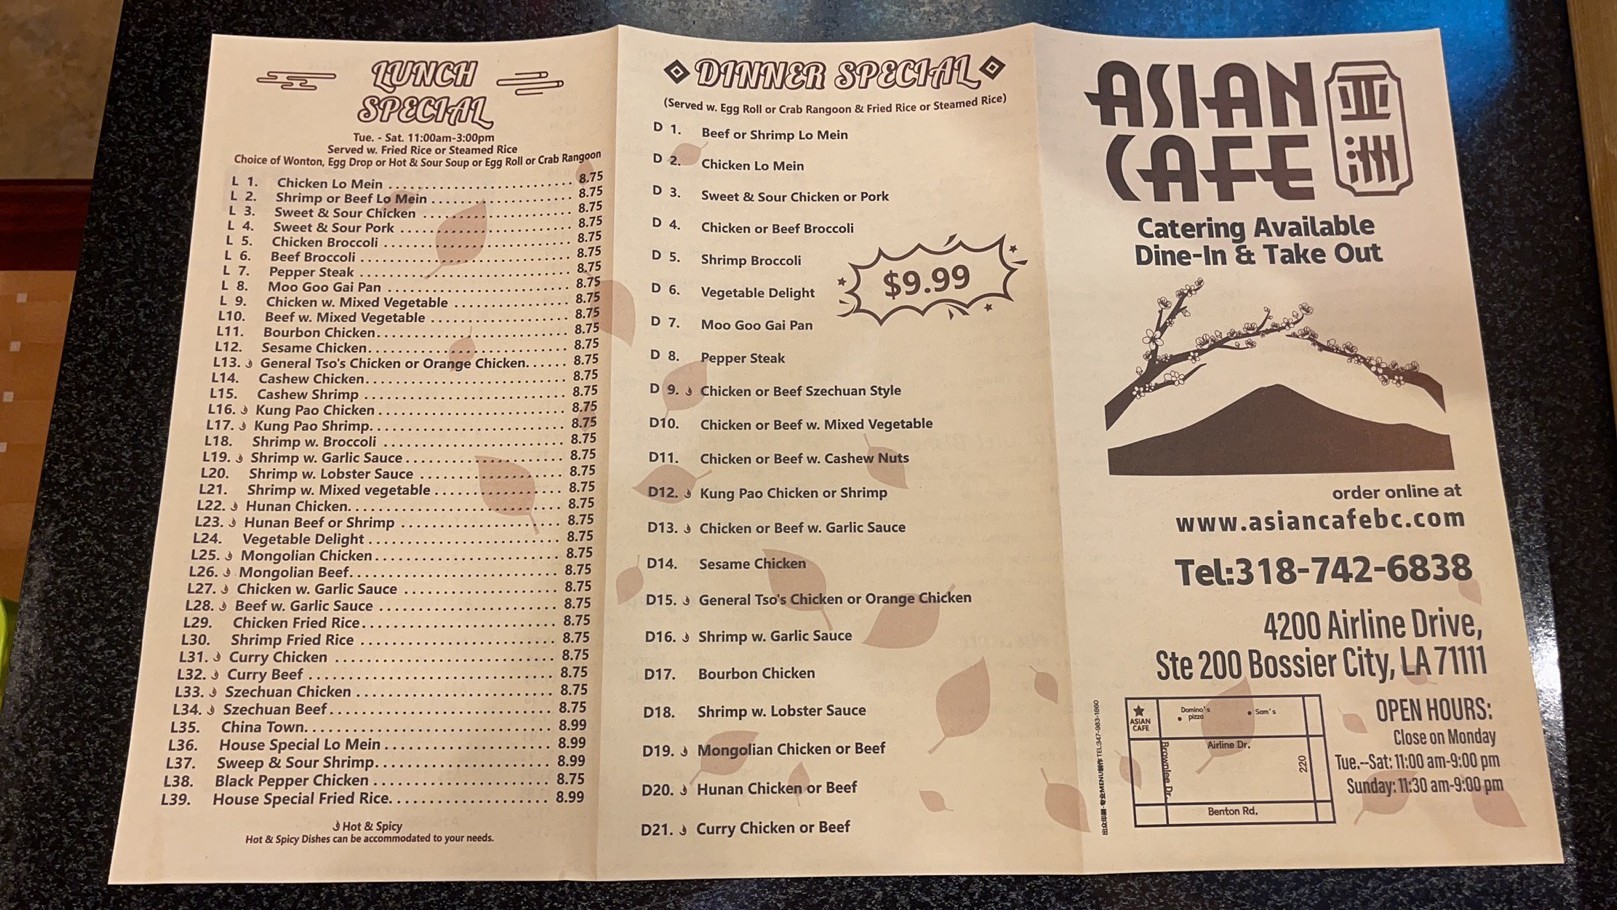 LUNCH
SPECIAL
Tue. - Sat. 11:00am-3:00pm
Served w. Fried Rice or Steamed Rice
Choice of Wonton, Egg Drop or Hot & Sour Soup or Egg Roll or Crab Rangoon
L 1. Chicken Lo Mein 8.75
L 2. Shrimp or Beef Lo Mein 8.75
L 3. Sweet & Sour Chicken 8.75
L 4. Sweet & Sour Pork 8.75
L 5. Chicken Broccoli 8.75
L 6. Beef Broccoli 8.75
L 7. Pepper Steak 8.75
L 8. Moo Goo Gai Pan 8.75
L 9. Chicken w. Mixed Vegetable 8.75
L10. Beef w. Mixed Vegetable 8.75
L11. Bourbon Chicken 8.75
L12. Sesame Chicken 8.75
L13. General Tso's Chicken or Orange Chicken 8.75
L14. Cashew Chicken 8.75
L15. Cashew Shrimp 8.75
L16. Kung Pao Chicken 8.75
L17. Kung Pao Shrimp 8.75
L18. Shrimp w. Broccoli 8.75
L19. Shrimp w. Garlic Sauce 8.75
L20. Shrimp w. Lobster Sauce 8.75
L21. Shrimp w. Mixed vegetable 8.75
L22. Hunan Chicken 8.75
L23. Hunan Beef or Shrimp 8.75
L24. Vegetable Delight 8.75
L25. Mongolian Chicken 8.75
L26. Mongolian Beef 8.75
L27. Chicken w. Garlic Sauce 8.75
L28. Beef w. Garlic Sauce 8.75
L29. Chicken Fried Rice 8.75
L30. Shrimp Fried Rice 8.75
L31. Curry Chicken 8.75
L32. Curry Beef 8.75
L33. Szechuan Chicken 8.75
L34. Szechuan Beef 8.75
L35. China Town 8.99
L36. House Special Lo Mein 8.99
L37. Sweep & Sour Shrimp 8.99
L38. Black Pepper Chicken 8.75
L39. House Special Fried Rice 8.99
Hot & Spicy
Hot & Spicy Dishes can be accommodated to your needs.
DINNER SPECIAL
(Served w. Egg Roll or Crab Rangoon & Fried Rice or Steamed Rice)
D 1. Beef or Shrimp Lo Mein
D 2. Chicken Lo Mein
D 3. Sweet & Sour Chicken or Pork
D 4. Chicken or Beef Broccoli
D 5. Shrimp Broccoli
$9.99
D 6. Vegetable Delight
D 7. Moo Goo Gai Pan
D 8. Pepper Steak
D 9. Chicken or Beef Szechuan Style
D10. Chicken or Beef w. Mixed Vegetable
D11. Chicken or Beef w. Cashew Nuts
D12. Kung Pao Chicken or Shrimp
D13. Chicken or Beef w. Garlic Sauce
D14. Sesame Chicken
D15. General Tso's Chicken or Orange Chicken
D16. Shrimp w. Garlic Sauce
D17. Bourbon Chicken
D18. Shrimp w. Lobster Sauce
D19. Mongolian Chicken or Beef
D20. Hunan Chicken or Beef
D21. Curry Chicken or Beef
ASIAN
CAFE
亚洲
Catering Available
Dine-In & Take Out
order online at
www.asiancafebc.com
Tel:318-742-6838
4200 Airline Drive,
Ste 200 Bossier City, LA 71111
ASIAN
CAFE
Domino's
pizza
Sam's
Airline Dr.
Brownlee Dr.
220
Benton Rd.
OPEN HOURS:
Close on Monday
Tue.--Sat: 11:00 am-9:00 pm
Sunday: 11:30 am-9:00 pm
TEL:347-983-1890